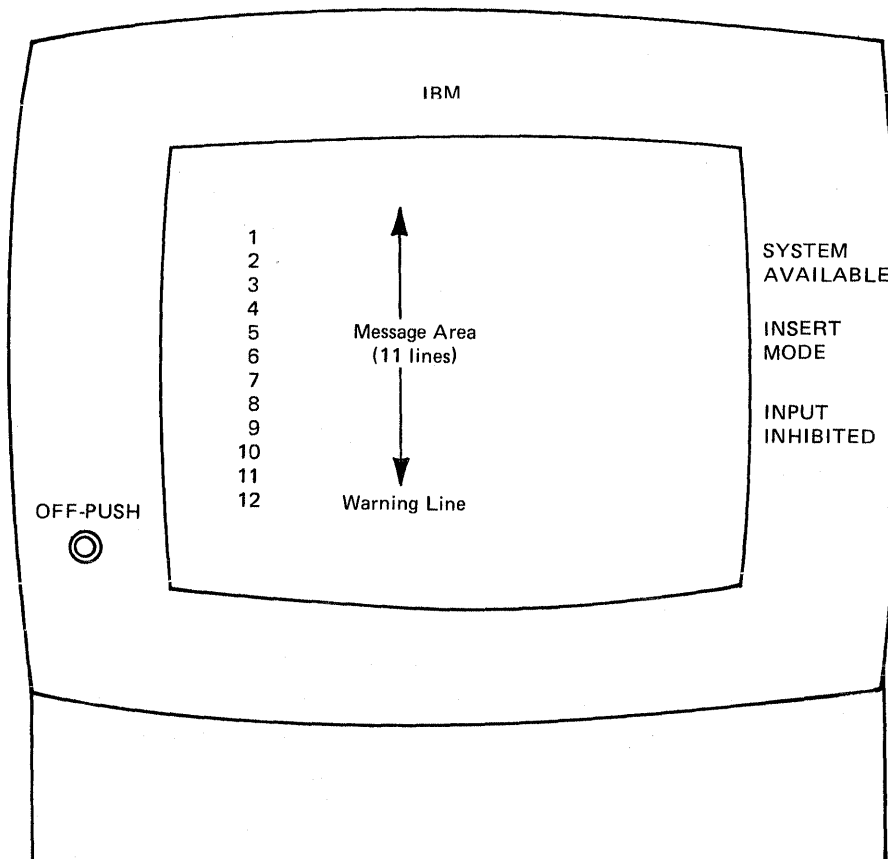 IBM
1
2
3
4
5
6
7
8
9
10
11
12
Message Area
(11 lines)
Warning Line
SYSTEM
AVAILABLE
INSERT
MODE
INPUT
INHIBITED
OFF-PUSH